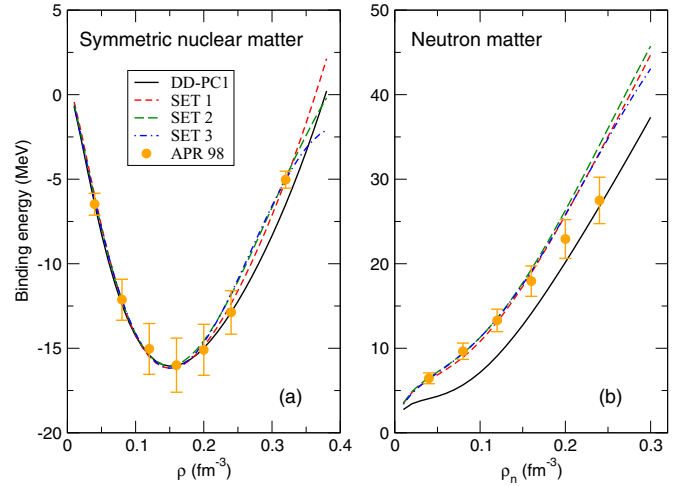 Symmetric nuclear matter
DD-PC1
SET 1
SET 2
SET 3
APR 98
(a)
Binding energy (MeV)
5
0
-5
-10
-15
-20
0
0.1
0.2
0.3
0.4
ρ (fm⁻³)
Neutron matter
(b)
50
40
30
20
10
0
0
0.1
0.2
0.3
ρₙ (fm⁻³)